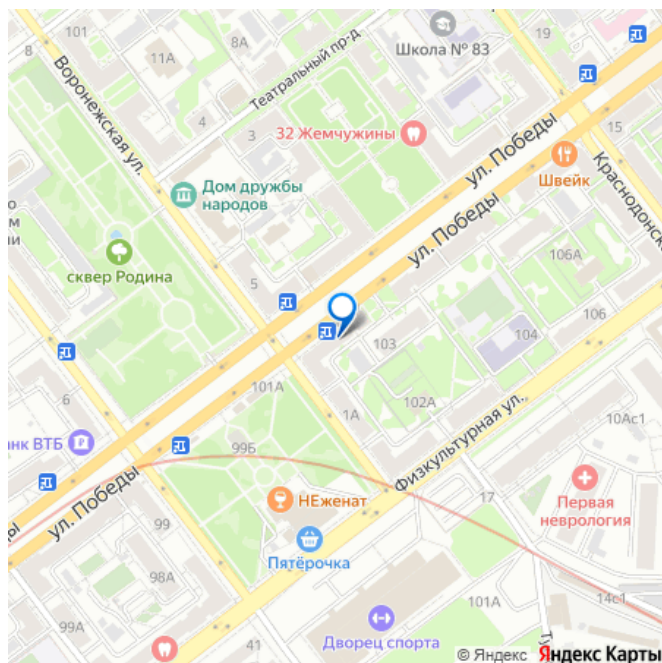 101
8А
8
11А
Школа № 83
19
Воронежская ул.
Театральный пр-д
4
3
32 Жемчужины
15
ул. Победы
Швейк
Краснодонск
Дом дружбы
народов
ул. Победы
сквер Родина
106А
5
106
103
104
101А
6
1А
102А
10Ас1
нк ВТБ
99Б
Физкультурная ул.
17
ул. Победы
НЕженат
Первая
неврология
99
Пятёрочка
98А
14с1
101А
99А
Дворец спорта
41
© Яндекс Яндекс Карты